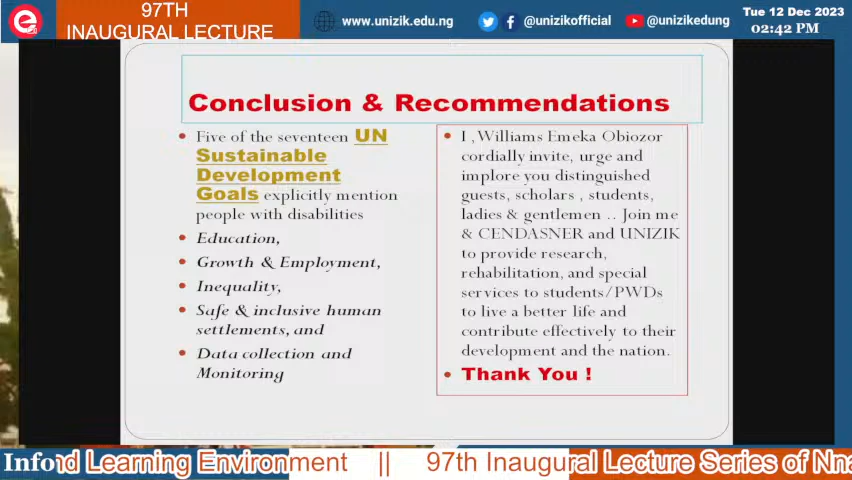 97TH
INAUGURAL LECTURE
www.unizik.edu.ng
@unizikofficial
@unizikedung
Tue 12 Dec 2023
02:42 PM
Conclusion & Recommendations
Five of the seventeen UN
Sustainable
Development
Goals explicitly mention
people with disabilities
Education,
Growth & Employment,
Inequality,
Safe & inclusive human
settlements, and
Data collection and
Monitoring
I ,Williams Emeka Obiozor
cordially invite, urge and
implore you distinguished
guests, scholars , students,
ladies & gentlemen .. Join me
& CENDASNER and UNIZIK
to provide research,
rehabilitation, and special
services to students/PWDs
to live a better life and
contribute effectively to their
development and the nation.
Thank You !
Info
d Learning Environment || 97th Inaugural Lecture Series of Nna